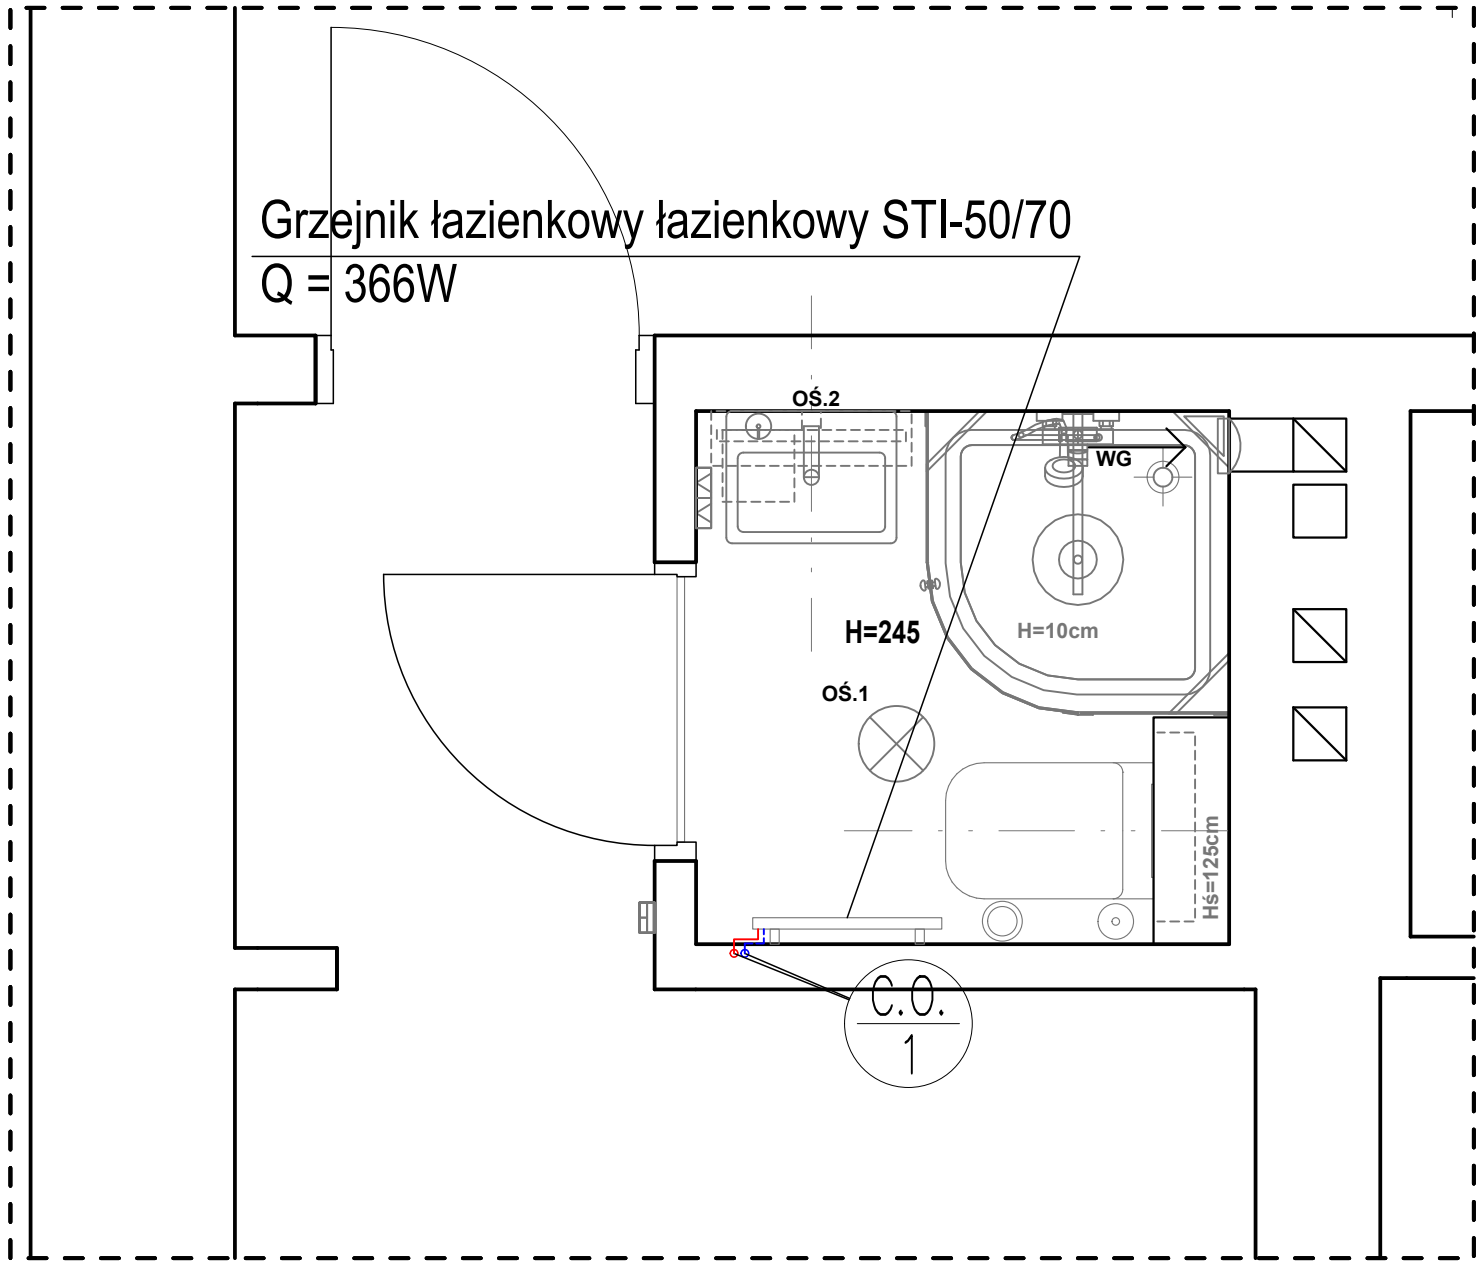 Grzejnik łazienkowy łazienkowy STI-50/70
Q = 366W
OŚ.2
WG
H=245
H=10cm
OŚ.1
Hś=125cm
C.O.
1